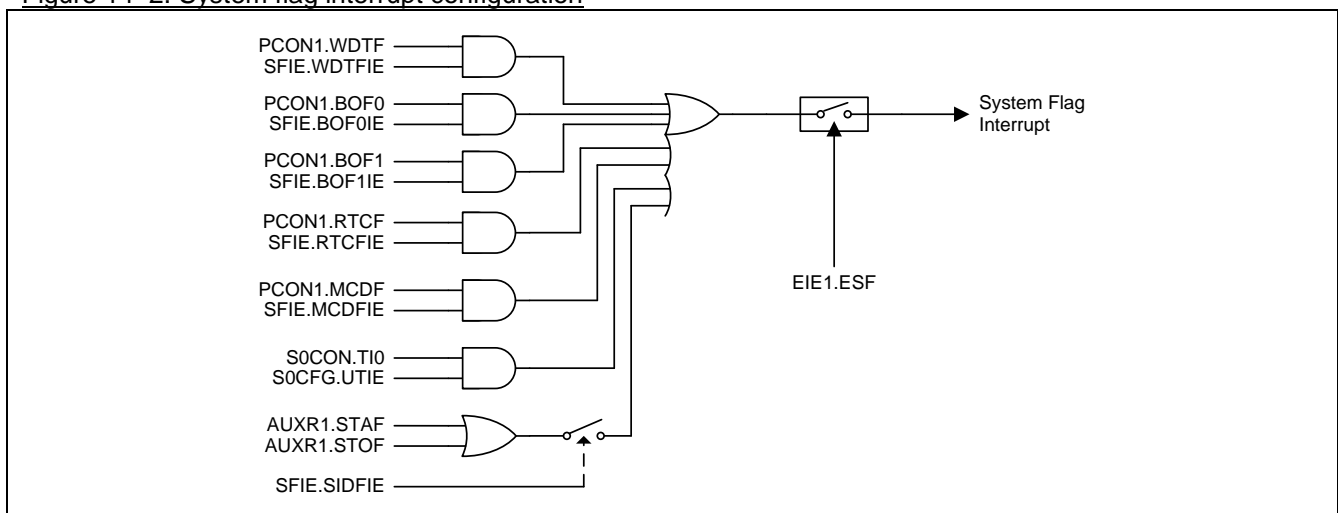 Figure 14-2. System flag interrupt configuration
PCON1.WDTF
SFIE.WDTFIE
PCON1.BOF0
SFIE.BOF0IE
PCON1.BOF1
SFIE.BOF1IE
PCON1.RTCF
SFIE.RTCFIE
PCON1.MCDF
SFIE.MCDFIE
S0CON.TI0
S0CFG.UTIE
AUXR1.STAF
AUXR1.STOF
SFIE.SIDFIE
System Flag
Interrupt
EIE1.ESF